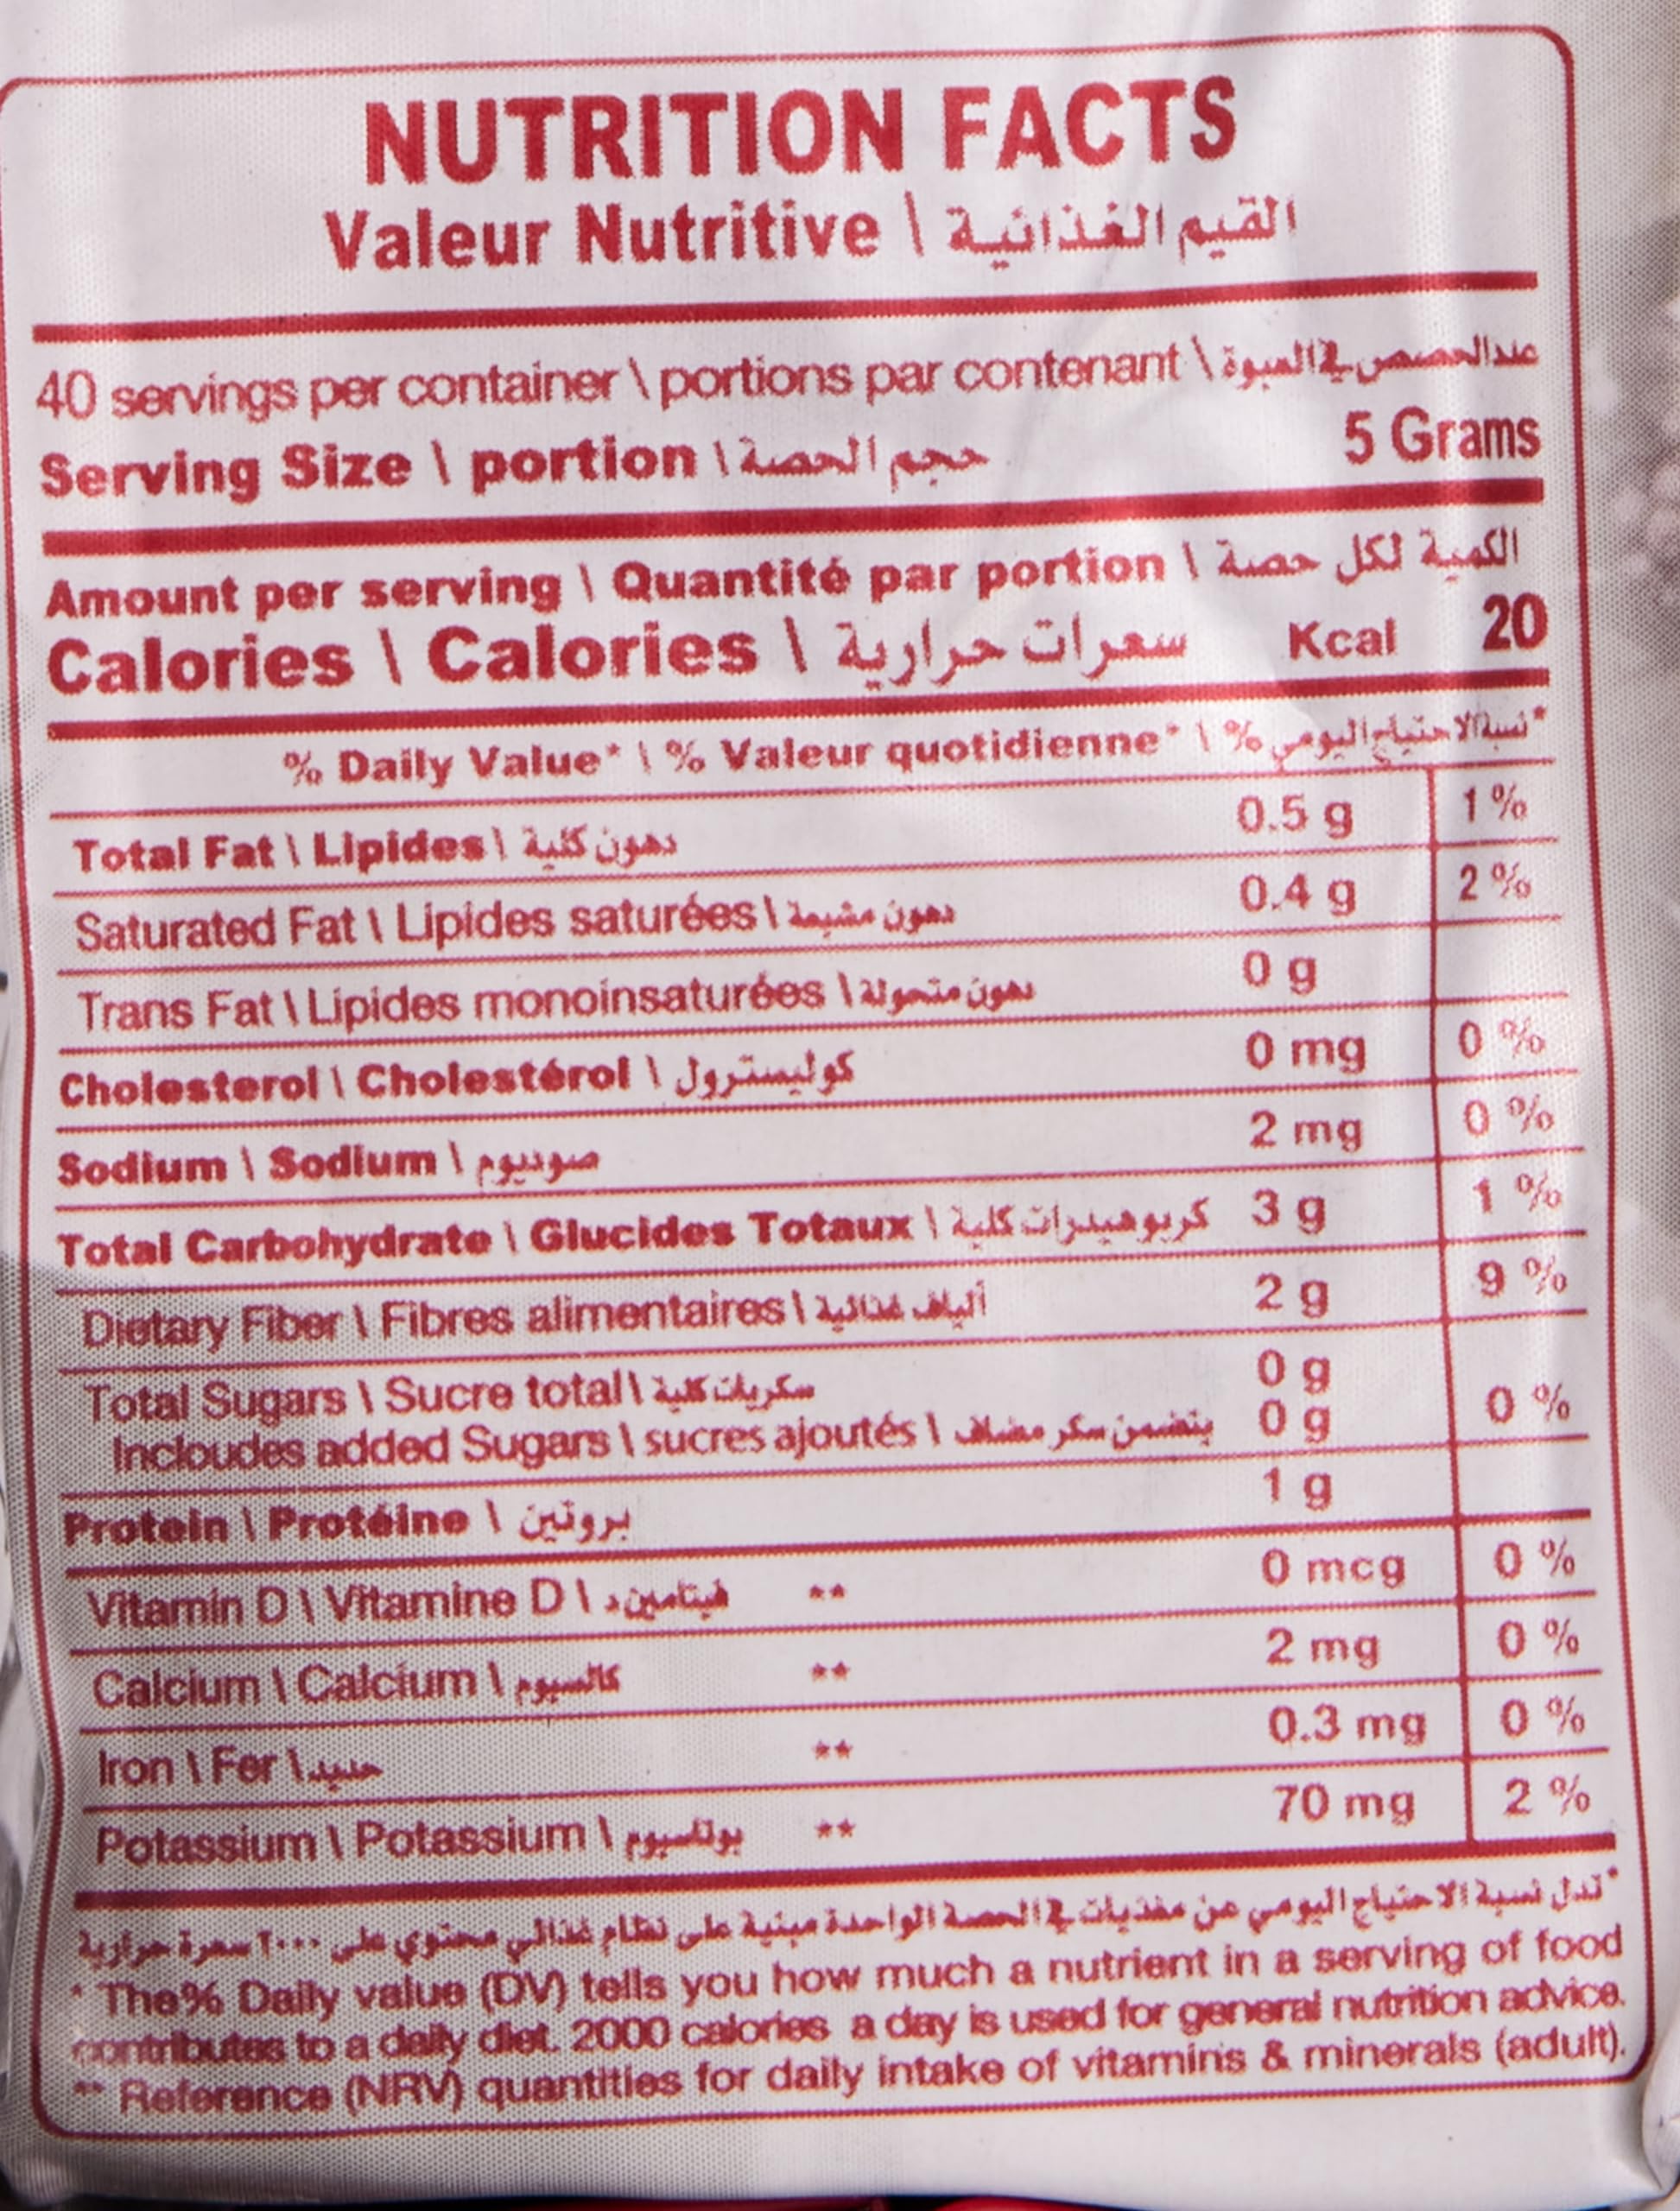 NUTRITION FACTS
Valeur Nutritive \ القيم الغذائية
40 servings per container \ portions par contenant \ عدد الحصص في العبوة
Serving Size \ portion \ حجم الحصة 5 Grams
Amount per serving \ Quantité par portion \ الكمية لكل حصة
Calories \ Calories \ سعرات حرارية Kcal 20
% Daily Value* \ % Valeur quotidienne* \ % نسبة الاحتياج اليومي*
Total Fat \ Lipides \ دهون كلية 0.5 g 1 %
Saturated Fat \ Lipides saturées \ دهون مشبعة 0.4 g 2 %
Trans Fat \ Lipides monoinsaturées \ دهون متحولة 0 g
Cholesterol \ Cholestérol \ كوليسترول 0 mg 0 %
Sodium \ Sodium \ صوديوم 2 mg 0 %
Total Carbohydrate \ Glucides Totaux \ كربوهيدرات كلية 3 g 1 %
Dietary Fiber \ Fibres alimentaires \ ألياف غذائية 2 g 9 %
Total Sugars \ Sucre total \ سكريات كلية 0 g
Incloudes added Sugars \ sucres ajoutés \ يتضمن سكر مضاف 0 g 0 %
Protein \ Protéine \ بروتين 1 g
Vitamin D \ Vitamine D \ فيتامين د ** 0 mcg 0 %
Calcium \ Calcium \ كالسيوم ** 2 mg 0 %
Iron \ Fer \ حديد ** 0.3 mg 0 %
Potassium \ Potassium \ بوتاسيوم ** 70 mg 2 %
*تدل نسبة الاحتياج اليومي عن مغذيات في الحصة الواحدة مبنية على نظام غذائي محتوي على ٢٠٠٠ سعرة حرارية
* The% Daily value (DV) tells you how much a nutrient in a serving of food
contributes to a daily diet. 2000 calories a day is used for general nutrition advice.
** Reference (NRV) quantities for daily intake of vitamins & minerals (adult).